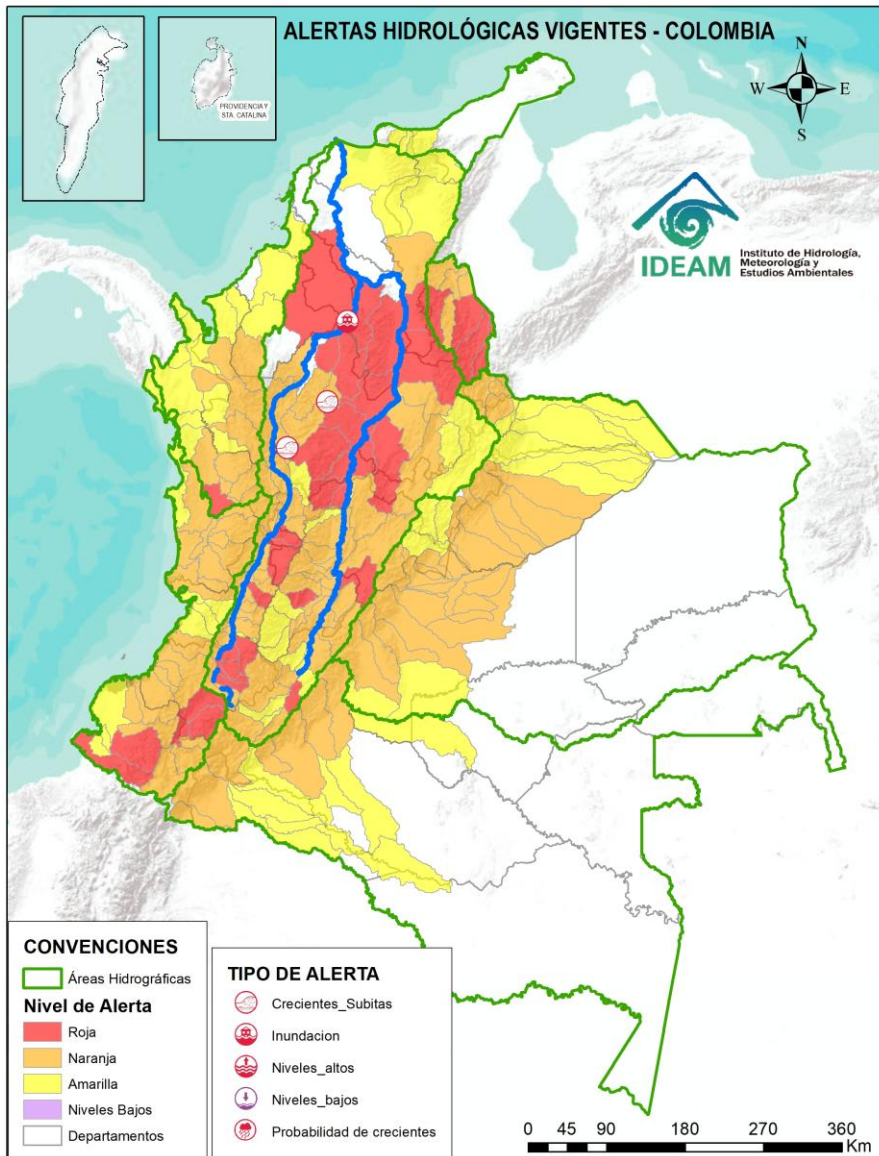 ALERTAS HIDROLÓGICAS VIGENTES - COLOMBIA
PROVIDENCIA Y
STA. CATALINA
N
W
E
S
IDEAM
Instituto de Hidrología,
Meteorología y
Estudios Ambientales
CONVENCIONES
Áreas Hidrográficas
Nivel de Alerta
Roja
Naranja
Amarilla
Niveles Bajos
Departamentos
TIPO DE ALERTA
Crecientes_Subitas
Inundacion
Niveles_altos
Niveles_bajos
Probabilidad de crecientes
0 45 90 180 270 360
Km